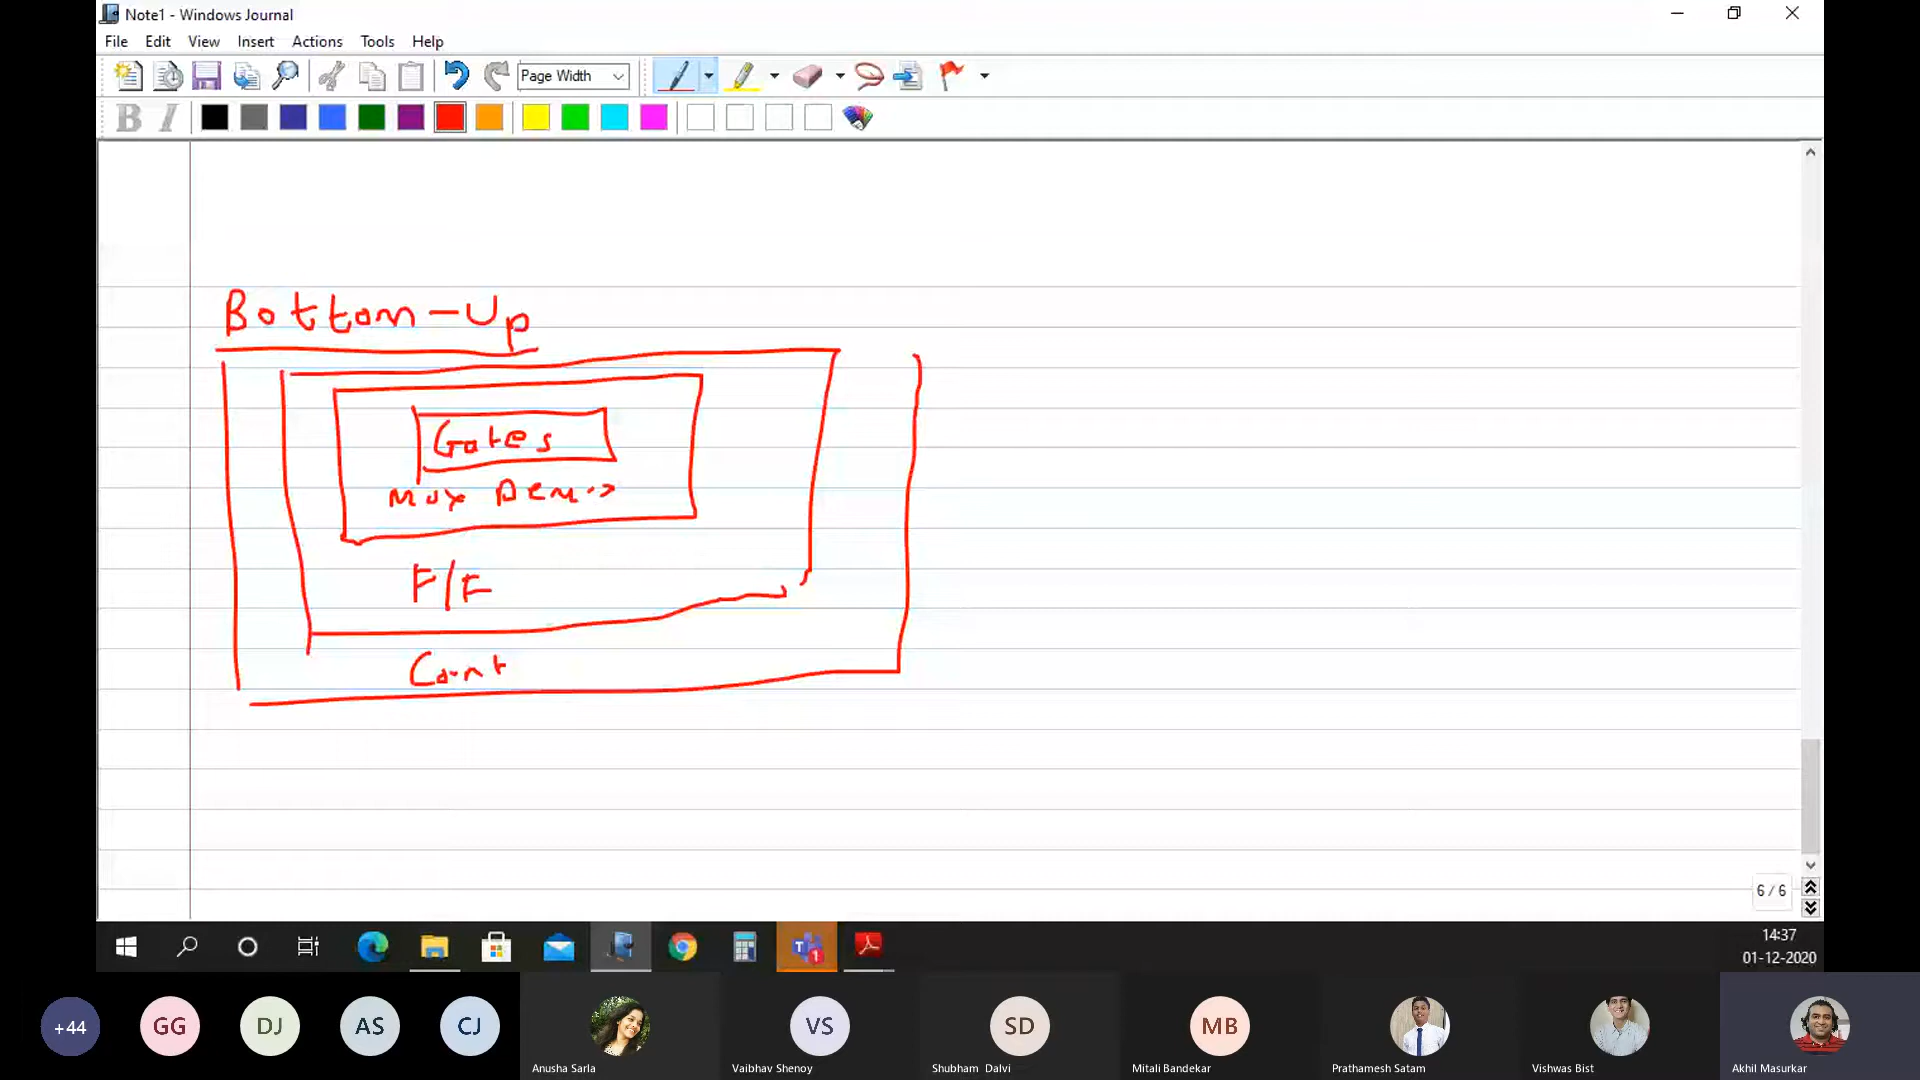 Note1 - Windows Journal
File Edit View Insert Actions Tools Help
Page Width
B I
Bottom-Up
Gates
Mux
F/F
6 / 6
14:37
01-12-2020
1
+44 GG DJ AS CJ VS SD MB
Anusha Sarla Vaibhav Shenoy Shubham Dalvi Mitali Bandekar Prathamesh Satam Vishwas Bist Akhil Masurkar